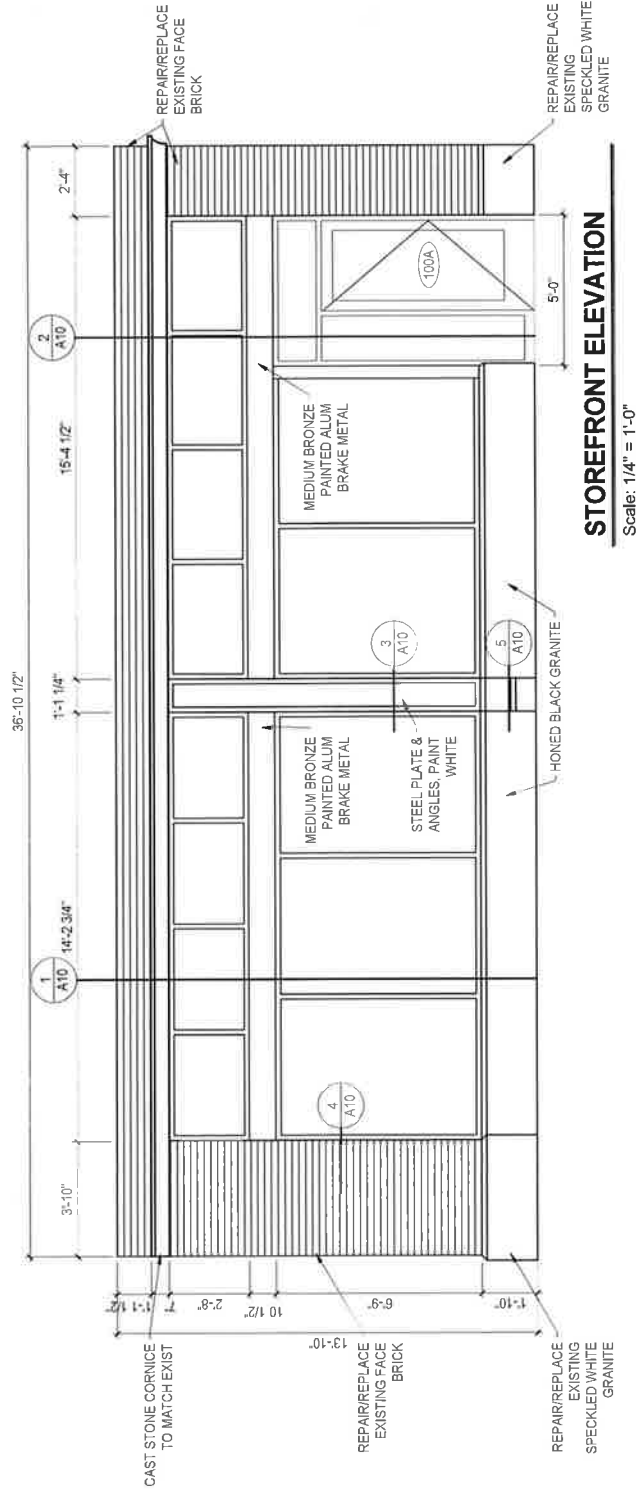 36'-10 1/2"
3'-10"
14'-2 3/4"
1'-1 1/4"
15'-4 1/2"
2'-4"
1
A10
2
A10
CAST STONE CORNICE
TO MATCH EXIST
REPAIR/REPLACE
EXISTING FACE
BRICK
REPAIR/REPLACE
EXISTING
SPECKLED WHITE
GRANITE
13'-10"
1'-1 1/2"
7"
2'-8"
10 1/2"
6'-9"
1'-10"
4
A10
MEDIUM BRONZE
PAINTED ALUM
BRAKE METAL
STEEL PLATE &
ANGLES, PAINT
WHITE
3
A10
5
A10
MEDIUM BRONZE
PAINTED ALUM
BRAKE METAL
100A
5'-0"
HONED BLACK GRANITE
REPAIR/REPLACE
EXISTING FACE
BRICK
REPAIR/REPLACE
EXISTING
SPECKLED WHITE
GRANITE
STOREFRONT ELEVATION
Scale: 1/4" = 1'-0"